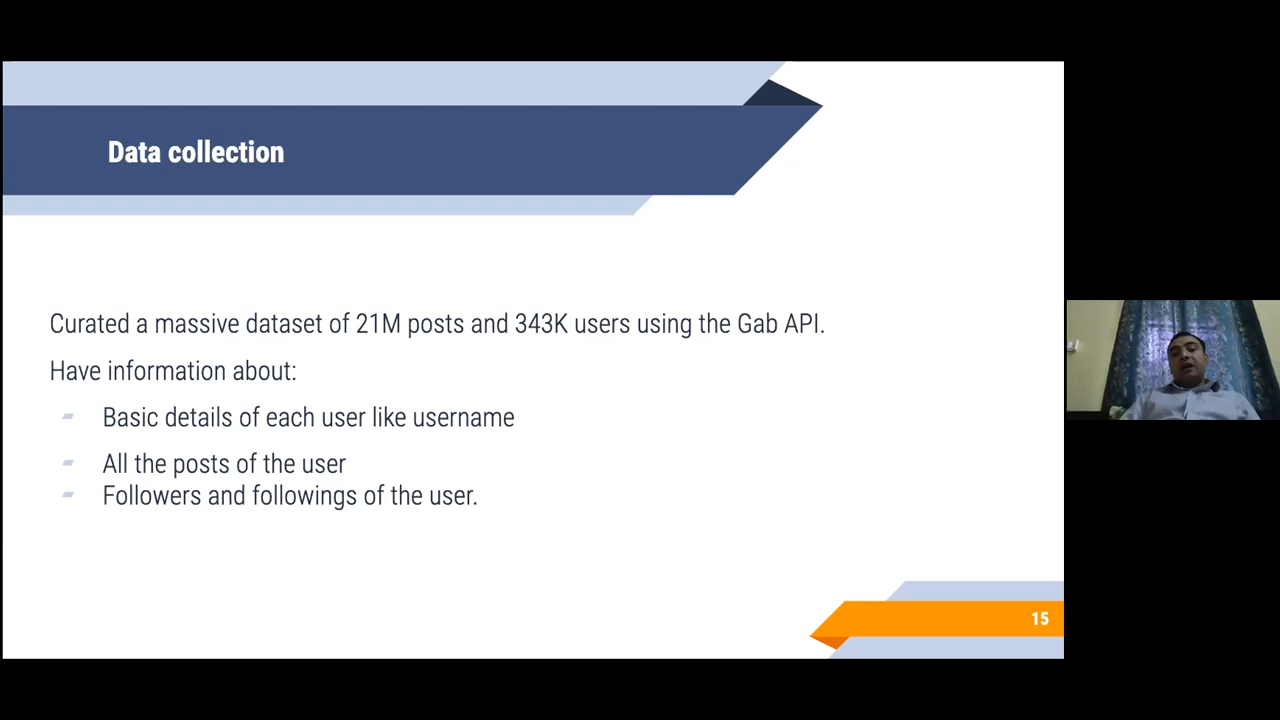 Data collection
Curated a massive dataset of 21M posts and 343K users using the Gab API.
Have information about:
Basic details of each user like username
All the posts of the user
Followers and followings of the user.
15